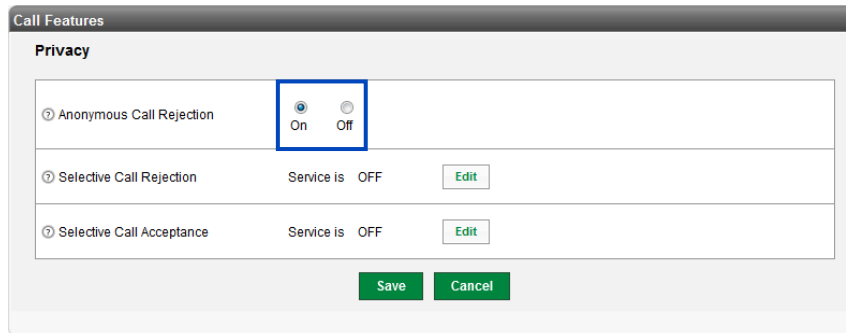 Call Features
Privacy
Anonymous Call Rejection
On Off
Selective Call Rejection Service is OFF Edit
Selective Call Acceptance Service is OFF Edit
Save Cancel